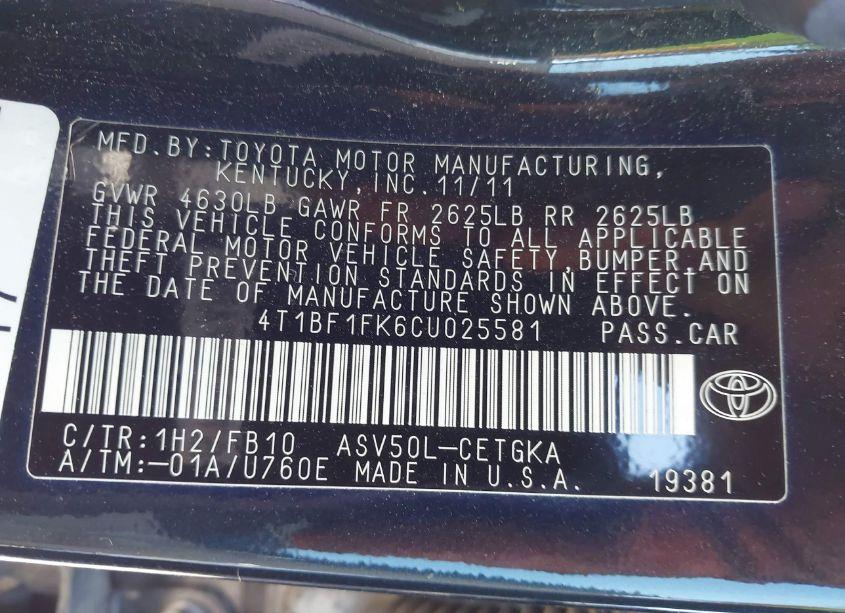 MFD.BY:TOYOTA MOTOR MANUFACTURING,
KENTUCKY,INC.11/11
GVWR 4630LB GAWR FR 2625LB RR 2625LB
THIS VEHICLE CONFORMS TO ALL APPLICABLE
FEDERAL MOTOR VEHICLE SAFETY,BUMPER,AND
THEFT PREVENTION STANDARDS IN EFFECT ON
THE DATE OF MANUFACTURE SHOWN ABOVE.
4T1BF1FK6CU025581 PASS.CAR
C/TR:1H2/FB10 ASV50L-CETGKA
A/TM:-01A/U760E MADE IN U.S.A. 19381